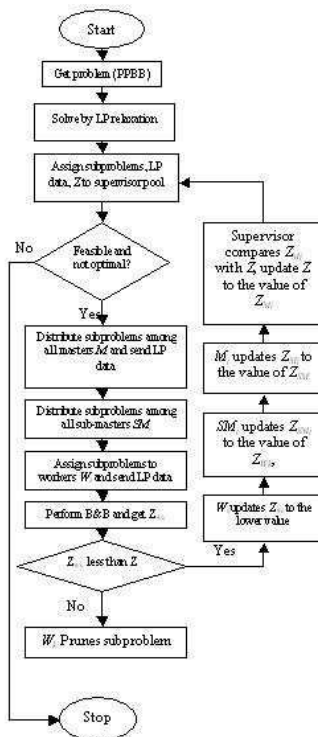 Start
Get problem (PPBB)
Solve by LP relaxation
Assign subproblems, LP
data, Z to supervisor pool
No
Feasible and
not optimal?
Yes
Distribute subproblems among
all masters M and send LP
data
Distribute subproblems among
all sub-masters SM
Assign subproblems to
workers W and send LP data
Perform B&B and get Z
Z less than Z
No
W Prunes subproblem
Stop
Yes
W updates Z to the
lower value
SM updates Z
to the value of
Z
M updates Z to
the value of Z
Supervisor
compares Z
with Z, update Z
to the value of
Z